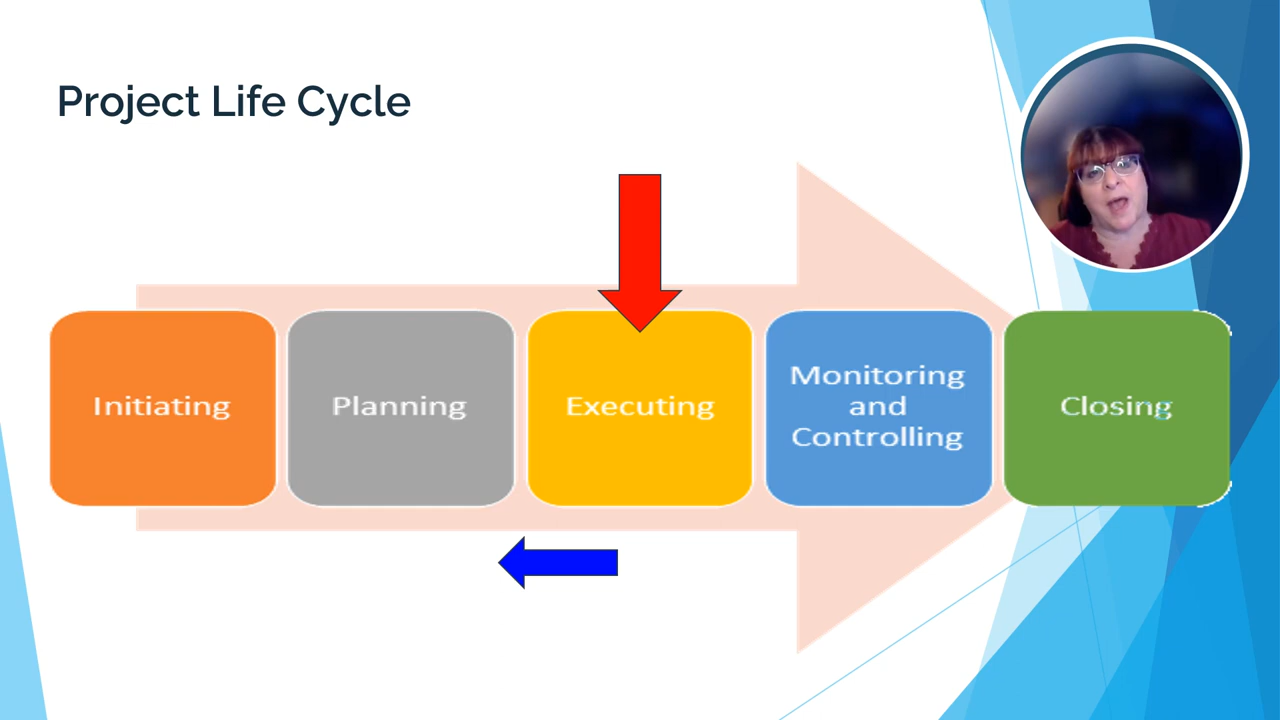 Project Life Cycle
Initiating
Planning
Executing
Monitoring
and
Controlling
Closing